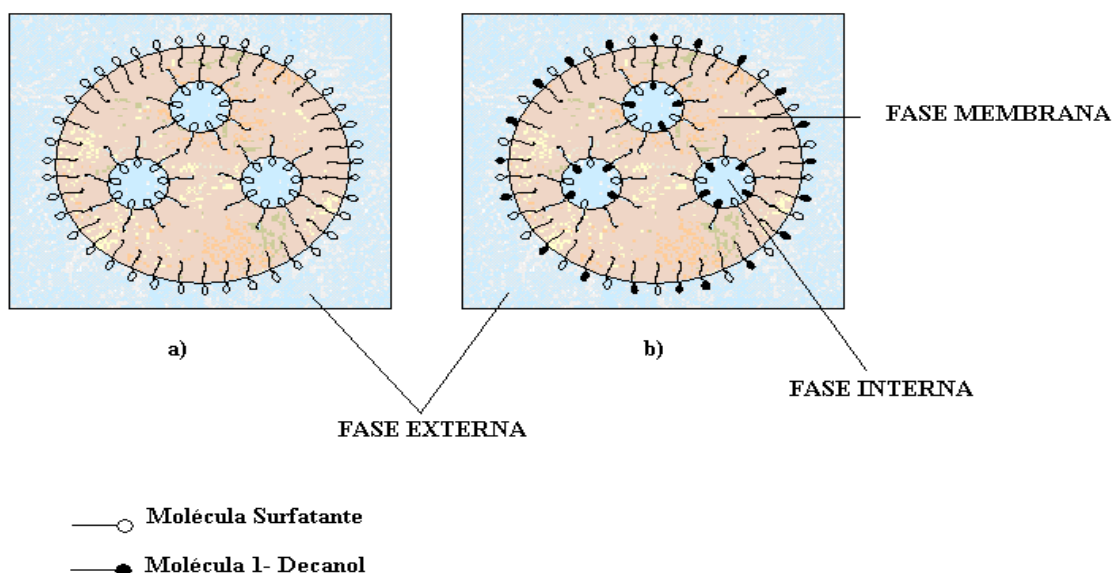 FASE MEMBRANA
a)
b)
FASE INTERNA
FASE EXTERNA
Molécula Surfatante
Molécula 1- Decanol